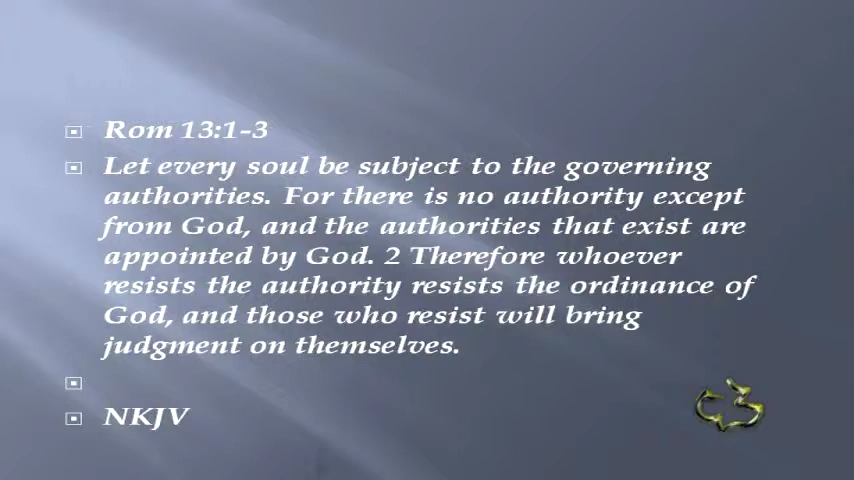 Rom 13:1-3
Let every soul be subject to the governing
authorities. For there is no authority except
from God, and the authorities that exist are
appointed by God. 2 Therefore whoever
resists the authority resists the ordinance of
God, and those who resist will bring
judgment on themselves.
NKJV
C3